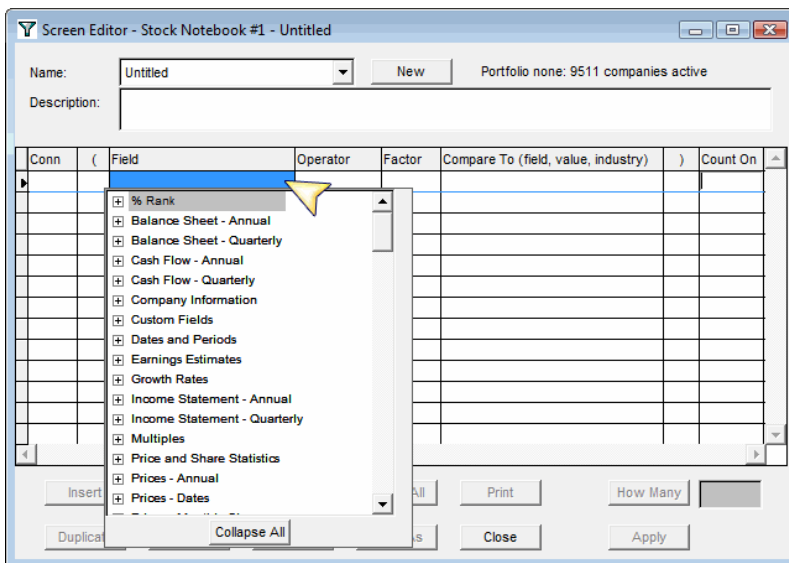 Screen Editor - Stock Notebook #1 - Untitled
Name: Untitled New Portfolio none: 9511 companies active
Description:
Conn ( Field Operator Factor Compare To (field, value, industry) ) Count On
% Rank
Balance Sheet - Annual
Balance Sheet - Quarterly
Cash Flow - Annual
Cash Flow - Quarterly
Company Information
Custom Fields
Dates and Periods
Earnings Estimates
Growth Rates
Income Statement - Annual
Income Statement - Quarterly
Multiples
Price and Share Statistics
Prices - Annual
Prices - Dates
Insert All Print How Many
Collapse All
Duplicat As Close Apply